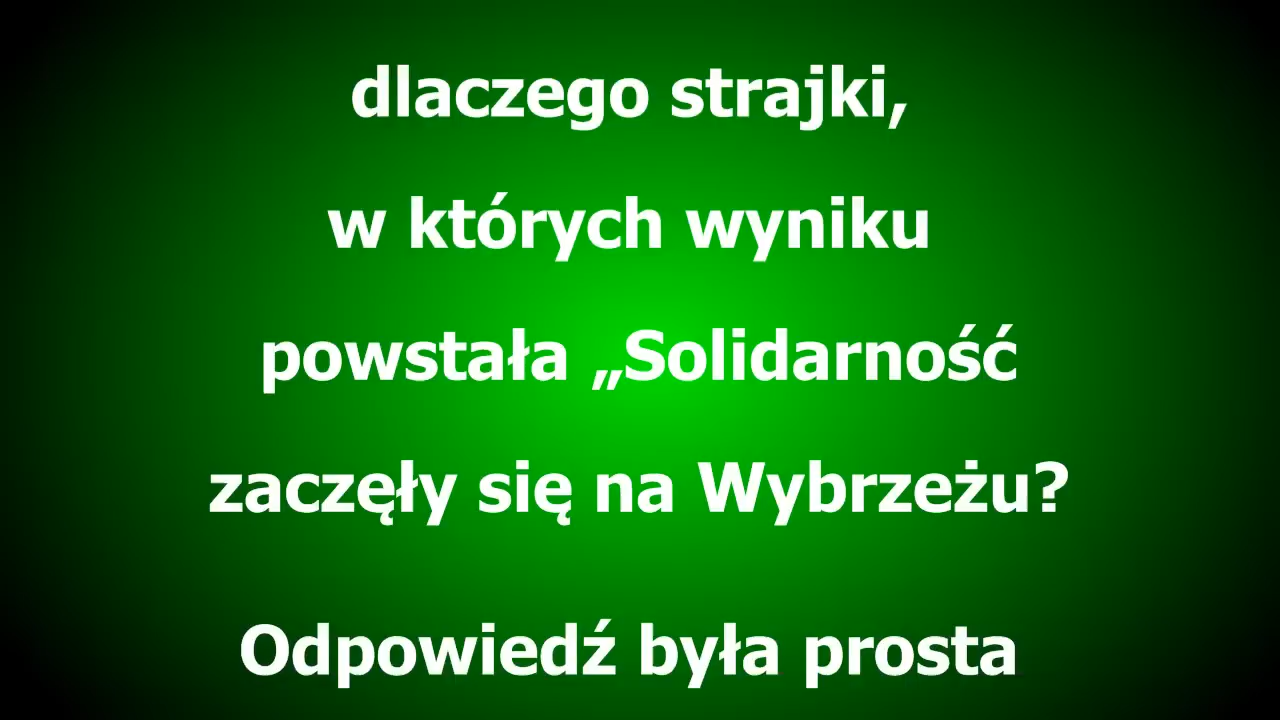 dlaczego strajki,
w których wyniku
powstała „Solidarność
zaczęły się na Wybrzeżu?
Odpowiedź była prosta